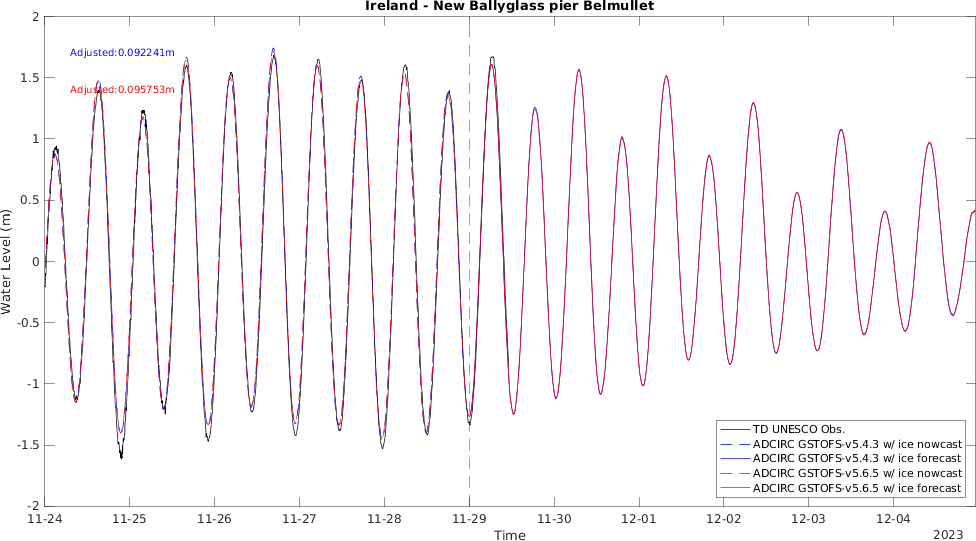 Ireland - New Ballyglass pier Belmullet
Adjusted:0.092241m
Adjusted:0.095753m
Water Level (m)
2
1.5
1
0.5
0
-0.5
-1
-1.5
-2
11-24
11-25
11-26
11-27
11-28
11-29
11-30
12-01
12-02
12-03
12-04
Time
2023
TD UNESCO Obs.
ADCIRC GSTOFS-v5.4.3 w/ ice nowcast
ADCIRC GSTOFS-v5.4.3 w/ ice forecast
ADCIRC GSTOFS-v5.6.5 w/ ice nowcast
ADCIRC GSTOFS-v5.6.5 w/ ice forecast